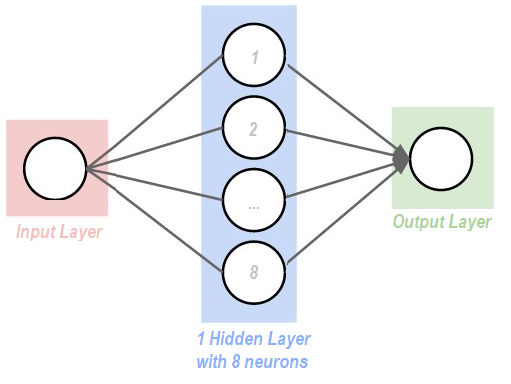 1
2
...
8
Input Layer
Output Layer
1 Hidden Layer
with 8 neurons